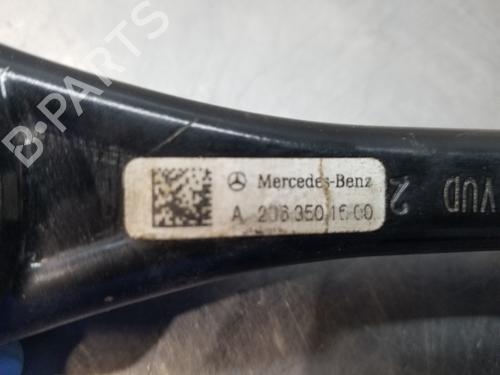 B-PARTS
Mercedes-Benz
A 206 350 16 00
VUD 2